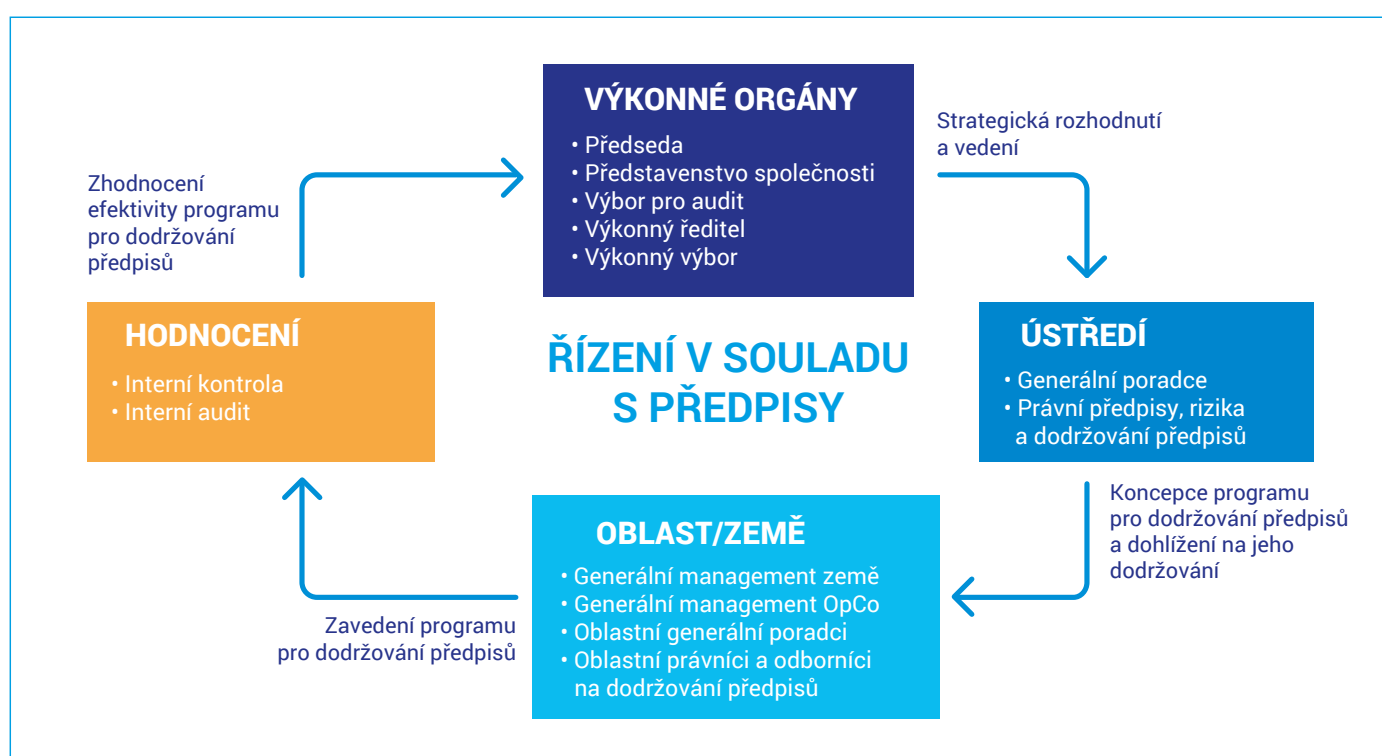 VÝKONNÉ ORGÁNY
• Předseda
• Představenstvo společnosti
• Výbor pro audit
• Výkonný ředitel
• Výkonný výbor
Strategická rozhodnutí
a vedení
Zhodnocení
efektivity programu
pro dodržování
předpisů
HODNOCENÍ
• Interní kontrola
• Interní audit
ŘÍZENÍ V SOULADU
S PŘEDPISY
ÚSTŘEDÍ
• Generální poradce
• Právní předpisy, rizika
a dodržování předpisů
Koncepce programu
pro dodržování předpisů
a dohlížení na jeho
dodržování
OBLAST/ZEMĚ
• Generální management země
• Generální management OpCo
• Oblastní generální poradci
• Oblastní právníci a odborníci
na dodržování předpisů
Zavedení programu
pro dodržování předpisů